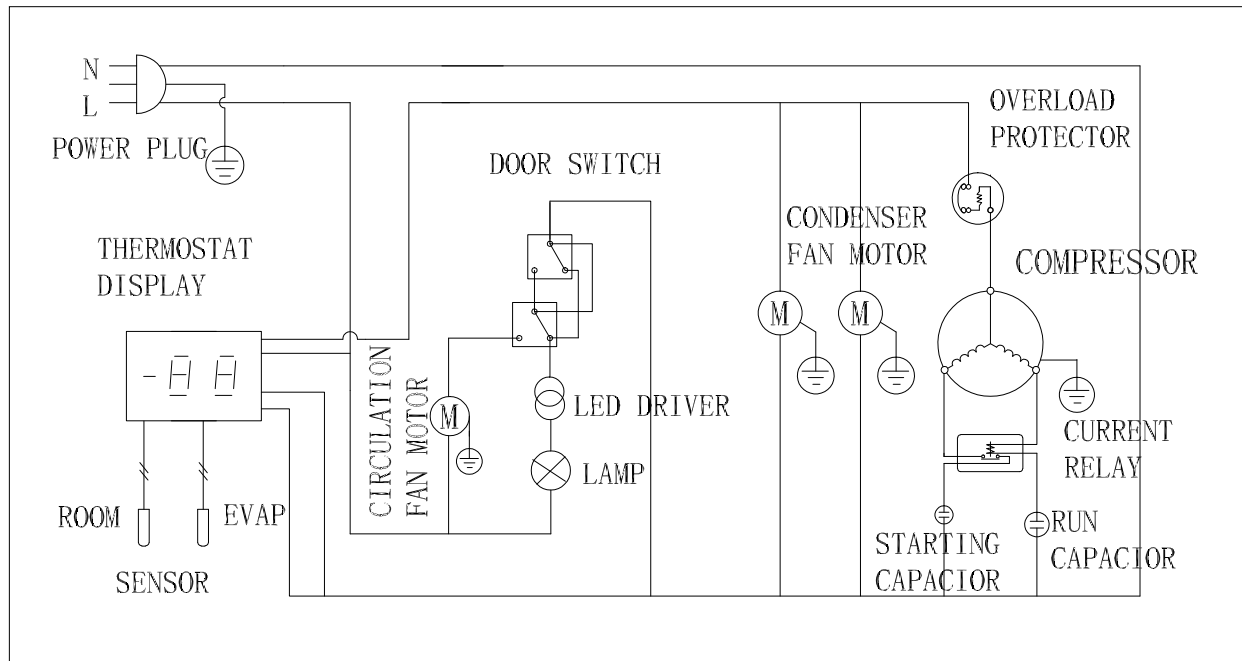 N
L
POWER PLUG
OVERLOAD
PROTECTOR
DOOR SWITCH
CONDENSER
FAN MOTOR
THERMOSTAT
DISPLAY
COMPRESSOR
M
M
-88
CIRCULATION
FAN MOTOR
M
LED DRIVER
CURRENT
RELAY
LAMP
ROOM
EVAP
SENSOR
STARTING
CAPACIOR
RUN
CAPACIOR